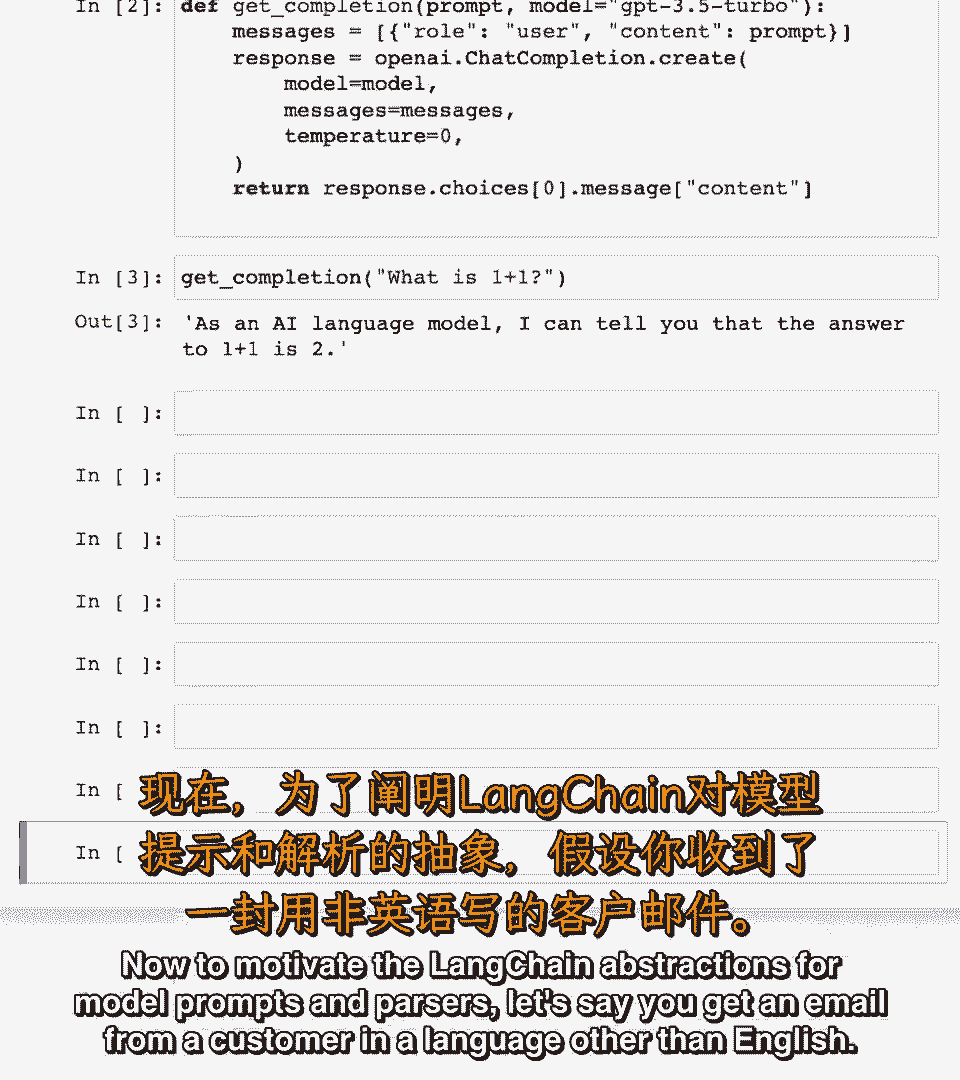 In [2]: def get_completion(prompt, model="gpt-3.5-turbo"):
messages = [{"role": "user", "content": prompt}]
response = openai.ChatCompletion.create(
model=model,
messages=messages,
temperature=0,
)
return response.choices[0].message["content"]
In [3]: get_completion("What is 1+1?")
Out[3]: 'As an AI language model, I can tell you that the answer
to 1+1 is 2.'
In [ ]:
In [ ]:
In [ ]:
In [ ]:
In [ ]:
In [ ]:
In [
现在，为了阐明LangChain对模型
In [
提示和解析的抽象，假设你收到了
一封用非英语写的客户邮件。
Now to motivate the LangChain abstractions for
model prompts and parsers, let's say you get an email
from a customer in a language other than English.